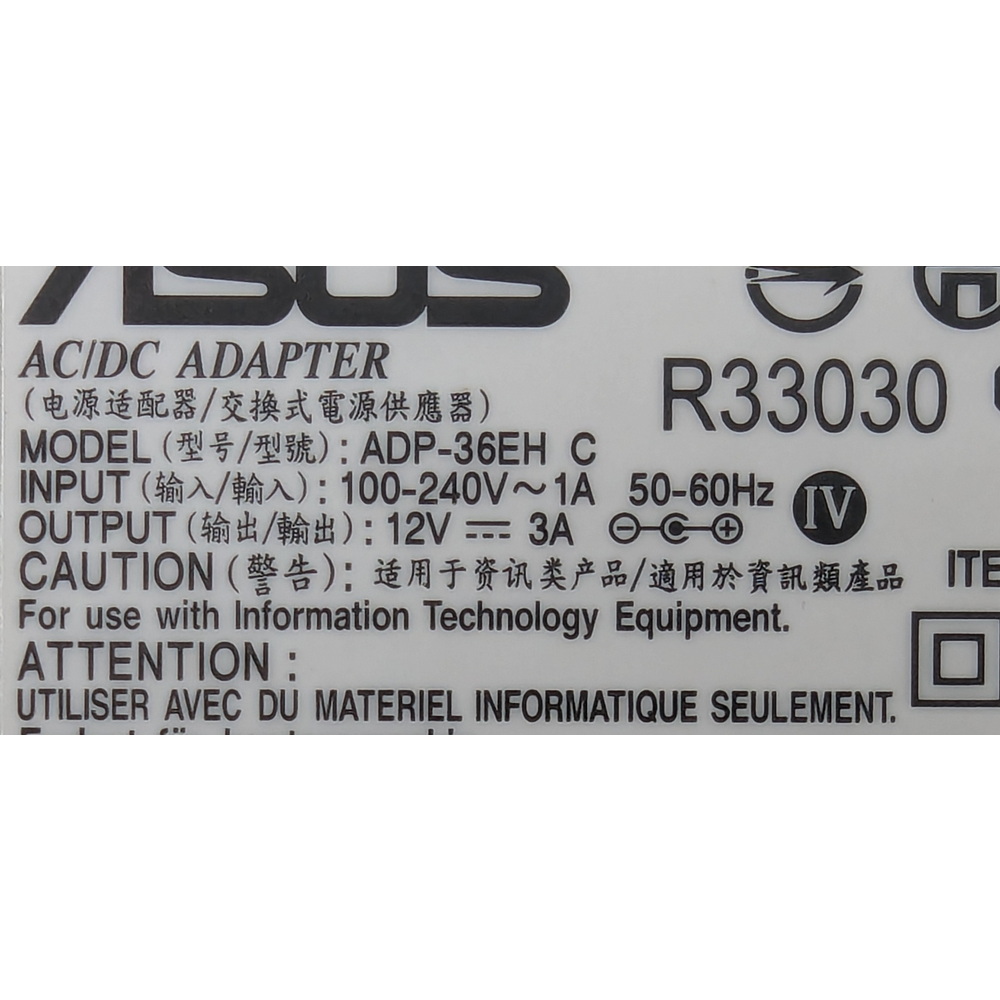 ASUS
AC/DC ADAPTER
(电源适配器/交換式電源供應器)
R33030
MODEL (型号/型號) : ADP-36EH C
INPUT (输入/輸入) : 100-240V~1A 50-60Hz
IV
OUTPUT (输出/輸出) : 12V ⎓ 3A
CAUTION (警告) : 适用于资讯类产品/適用於資訊類產品
ITE
For use with Information Technology Equipment.
ATTENTION :
UTILISER AVEC DU MATERIEL INFORMATIQUE SEULEMENT.